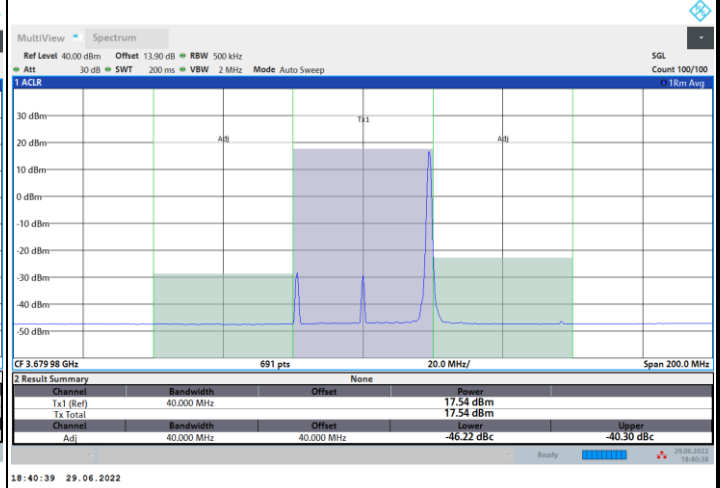 MultiView Spectrum
Ref Level 40.00 dBm Offset 13.90 dB RBW 500 kHz SGL
Att 30 dB SWT 200 ms VBW 2 MHz Mode Auto Sweep Count 100/100
1 ACLR 1Rm Avg
30 dBm
Tx1
20 dBm Adj Adj
10 dBm
0 dBm
-10 dBm
-20 dBm
-30 dBm
-40 dBm
-50 dBm
CF 3.679 98 GHz 691 pts 20.0 MHz/ Span 200.0 MHz
2 Result Summary None
Channel Bandwidth Offset Power
Tx1 (Ref) 40.000 MHz 17.54 dBm
Tx Total 17.54 dBm
Channel Bandwidth Offset Lower Upper
Adj 40.000 MHz 40.000 MHz -46.22 dBc -40.30 dBc
Ready 29.06.2022
18:40:38
18:40:39 29.06.2022